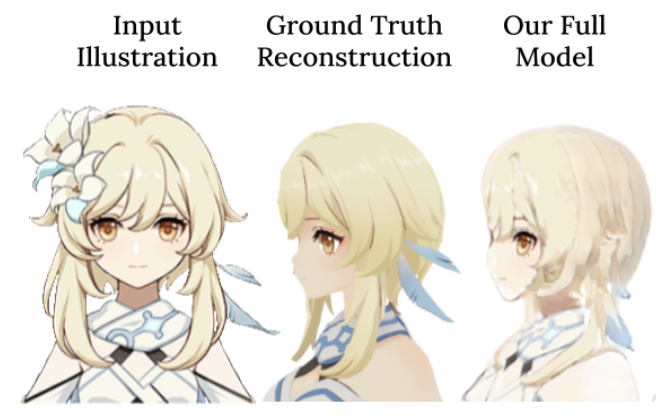 Input
Illustration
Ground Truth
Reconstruction
Our Full
Model